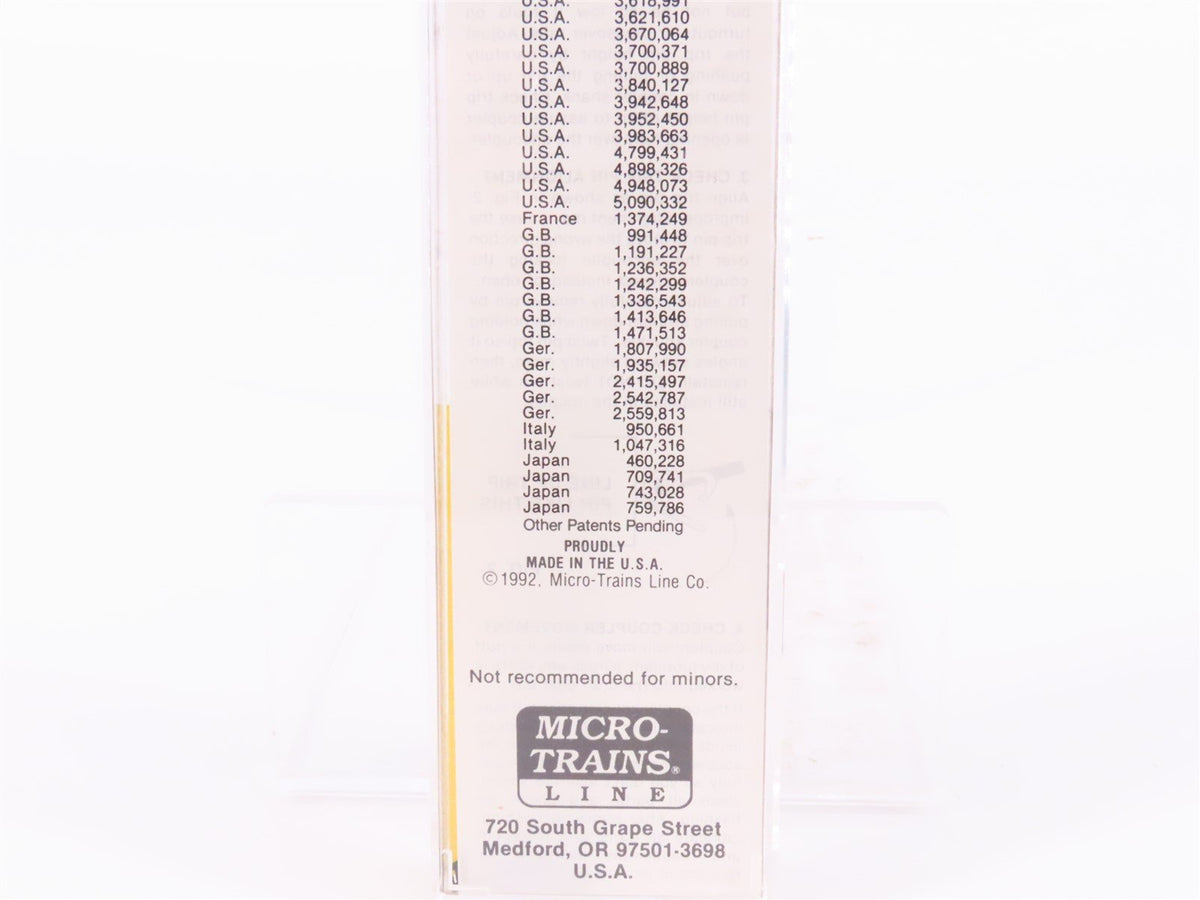 U.S.A. 3,618,991
U.S.A. 3,621,610
U.S.A. 3,670,064
U.S.A. 3,700,371
U.S.A. 3,700,889
U.S.A. 3,840,127
U.S.A. 3,942,648
U.S.A. 3,952,450
U.S.A. 3,983,663
U.S.A. 4,799,431
U.S.A. 4,898,326
U.S.A. 4,948,073
U.S.A. 5,090,332
France 1,374,249
G.B. 991,448
G.B. 1,191,227
G.B. 1,236,352
G.B. 1,242,299
G.B. 1,336,543
G.B. 1,413,646
G.B. 1,471,513
Ger. 1,807,990
Ger. 1,935,157
Ger. 2,415,497
Ger. 2,542,787
Ger. 2,559,813
Italy 950,661
Italy 1,047,316
Japan 460,228
Japan 709,741
Japan 743,028
Japan 759,786
Other Patents Pending
PROUDLY
MADE IN THE U.S.A.
©1992, Micro-Trains Line Co.
Not recommended for minors.
MICRO-
TRAINS®
LINE
720 South Grape Street
Medford, OR 97501-3698
U.S.A.